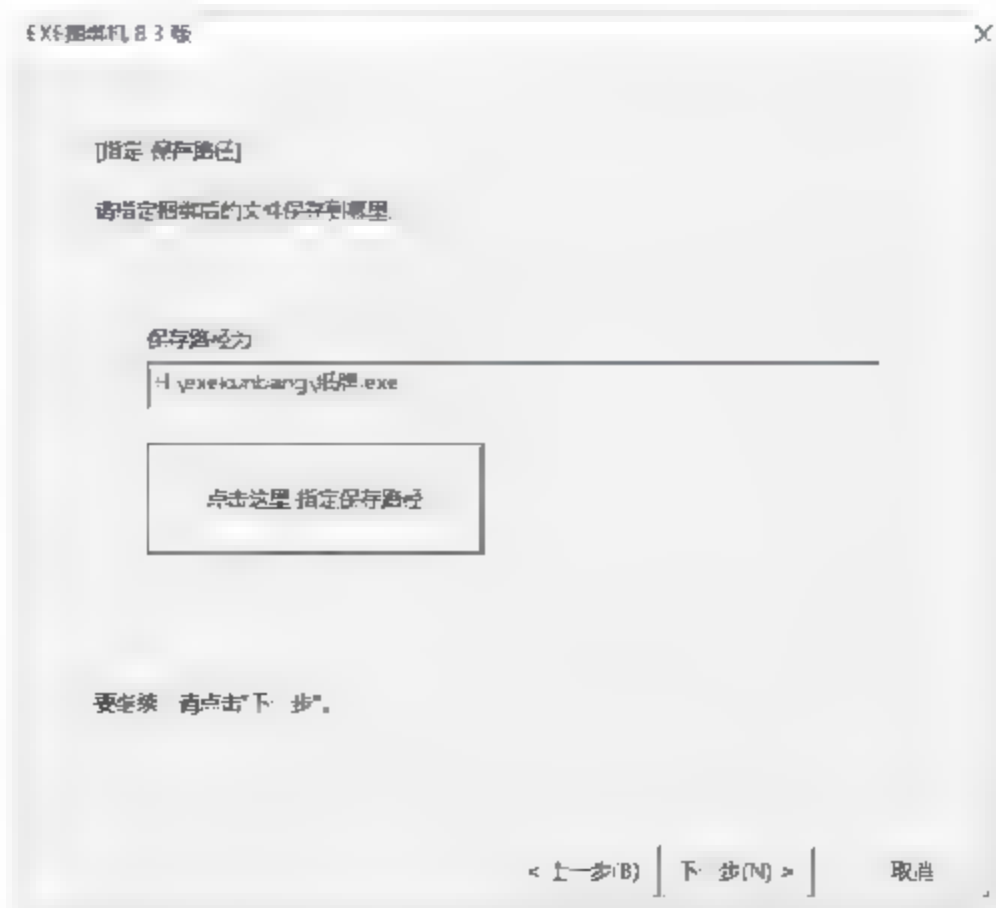 EXE捆绑机 8.3 版
[指定 保存路径]
请指定捆绑后的文件保存到哪里.
保存路径为
H:\exekunbang\纸牌.exe
点击这里 指定保存路径
要继续, 请点击"下一步"。
< 上一步(B)
下一步(N) >
取消